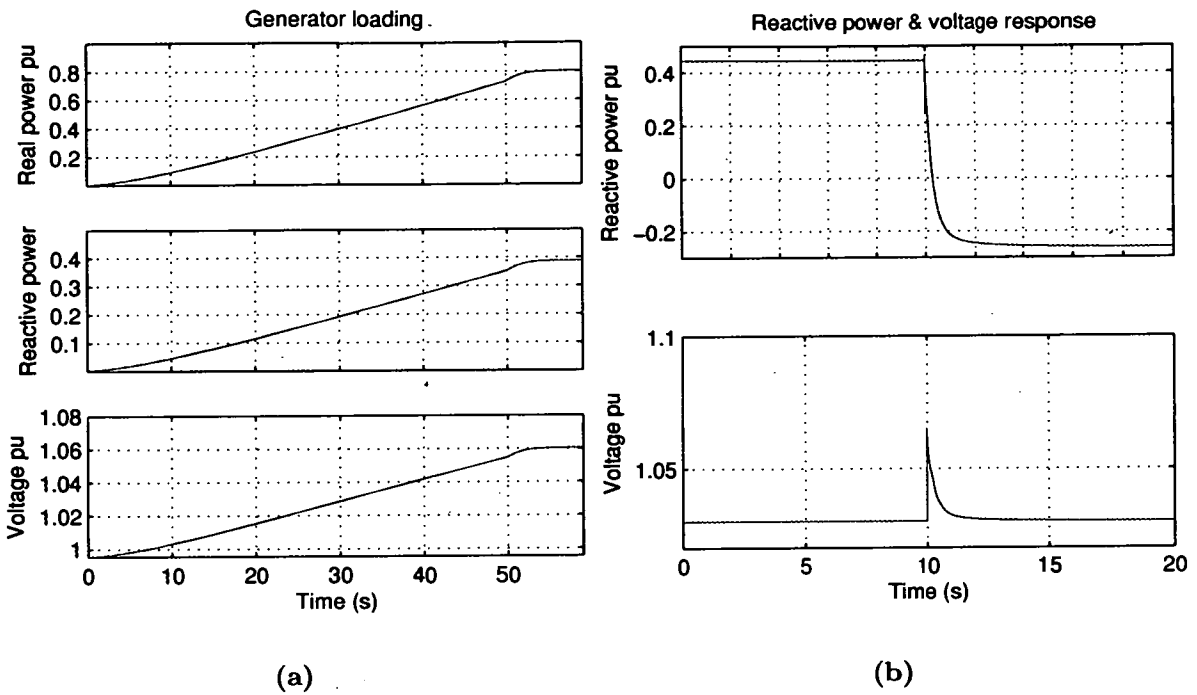 Generator loading
Real power pu
0.8
0.6
0.4
0.2
Reactive power
0.4
0.3
0.2
0.1
Voltage pu
1.08
1.06
1.04
1.02
1
0 10 20 30 40 50
Time (s)
(a)
Reactive power & voltage response
Reactive power pu
0.4
0.2
0
−0.2
Voltage pu
1.1
1.05
0 5 10 15 20
Time (s)
(b)